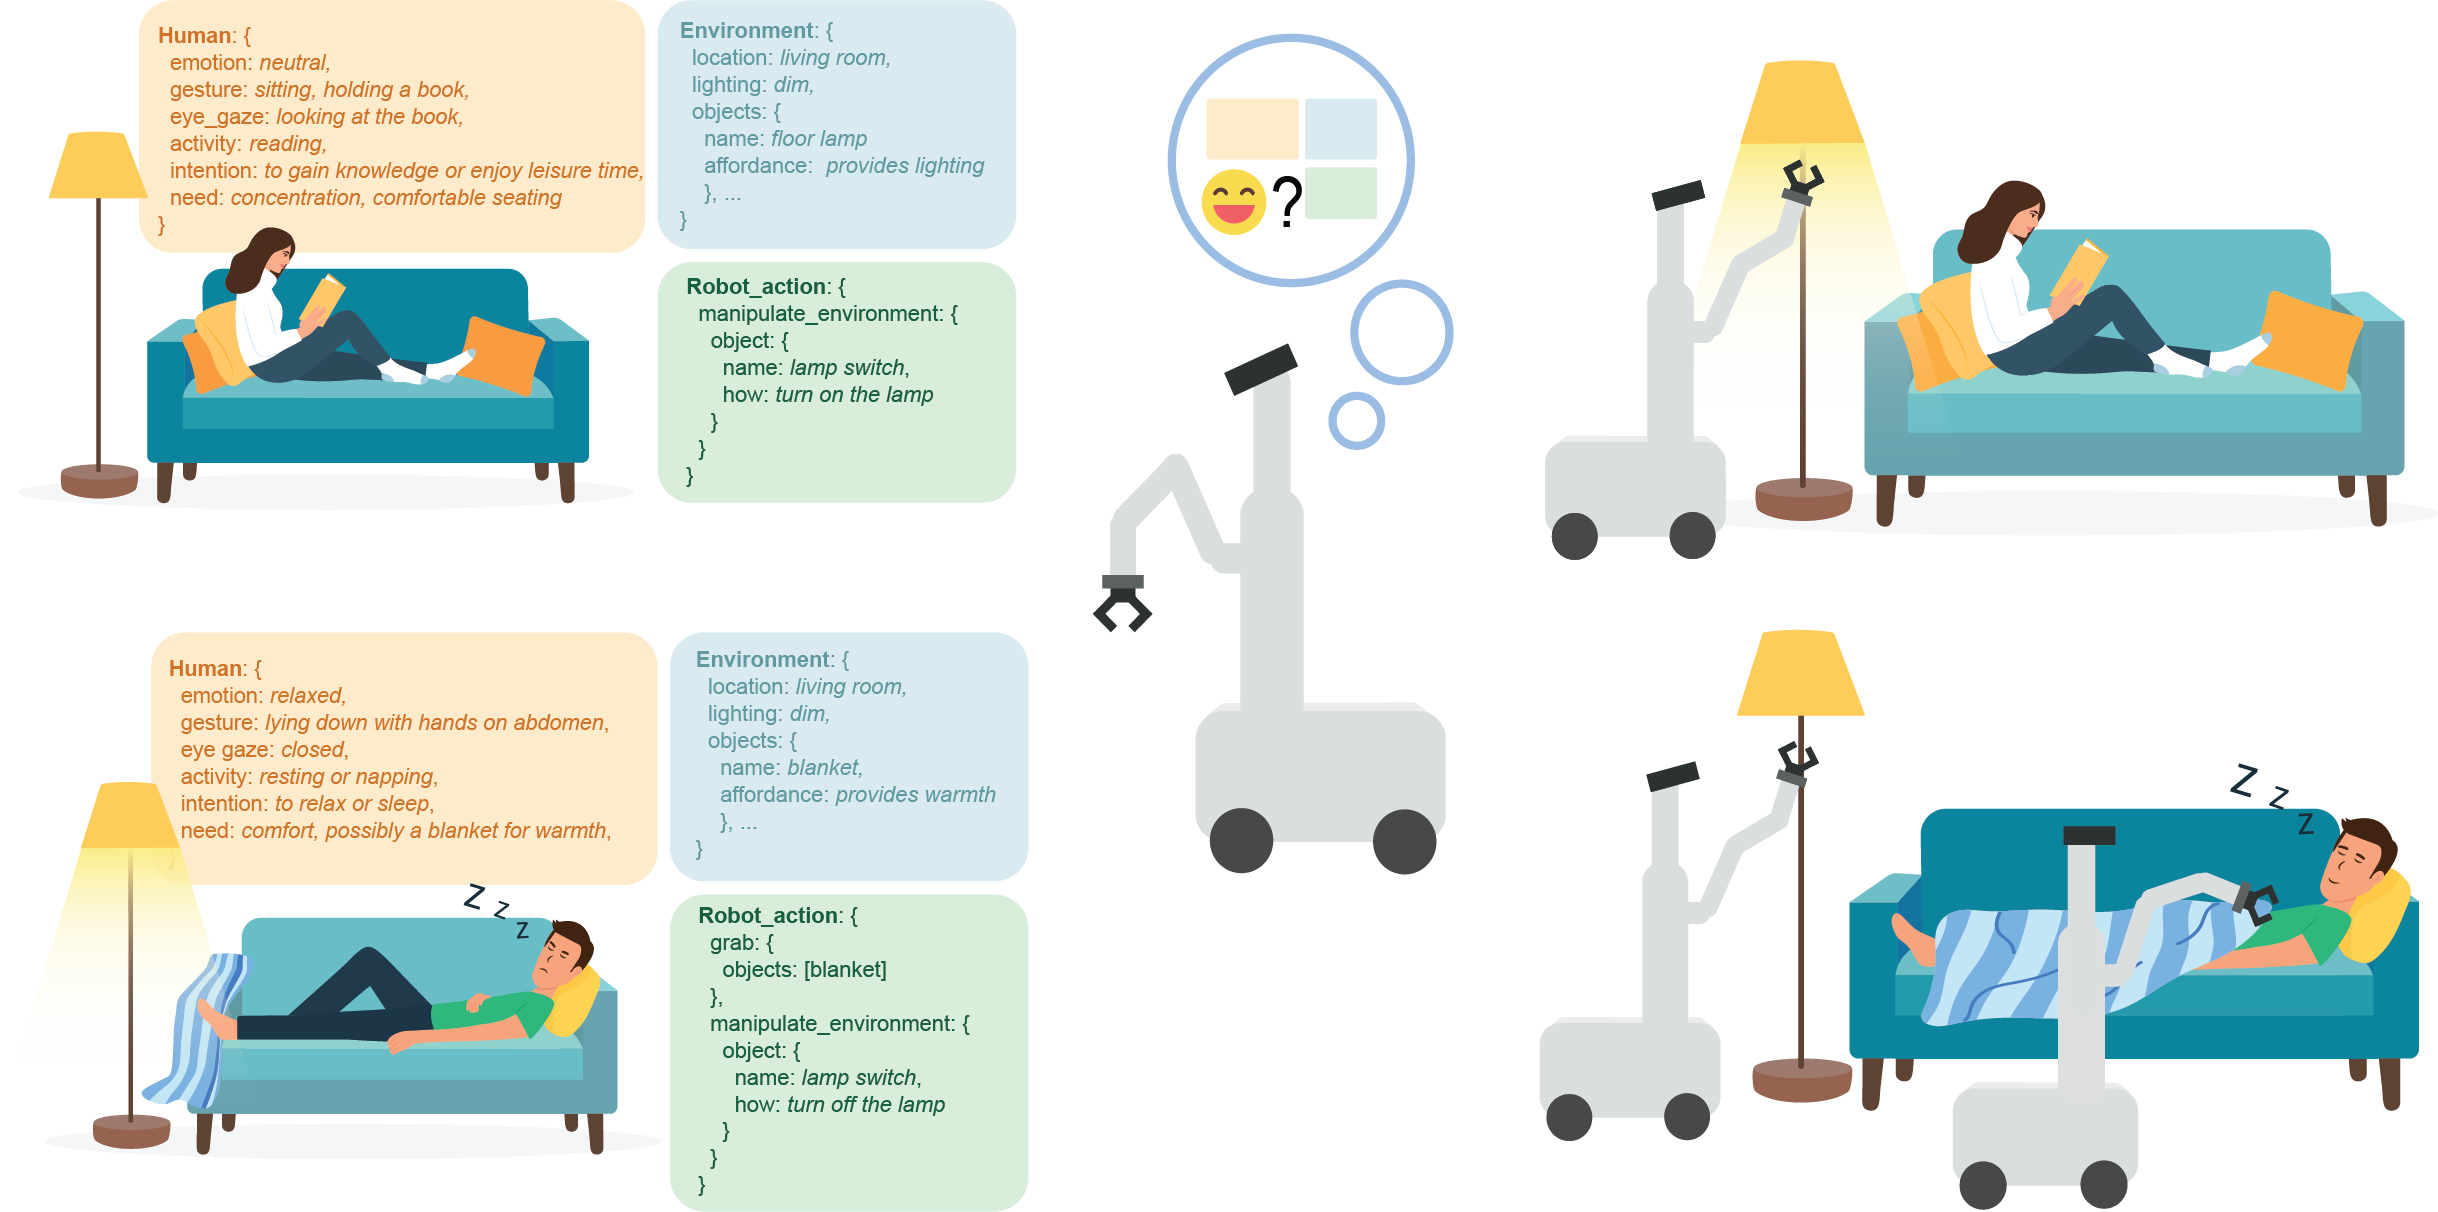 Human: {
emotion: neutral,
gesture: sitting, holding a book,
eye_gaze: looking at the book,
activity: reading,
intention: to gain knowledge or enjoy leisure time,
need: concentration, comfortable seating
}
Environment: {
location: living room,
lighting: dim,
objects: {
name: floor lamp
affordance: provides lighting
}, ...
}
Robot_action: {
manipulate_environment: {
object: {
name: lamp switch,
how: turn on the lamp
}
}
}
?
Human: {
emotion: relaxed,
gesture: lying down with hands on abdomen,
eye gaze: closed,
activity: resting or napping,
intention: to relax or sleep,
need: comfort, possibly a blanket for warmth,
}
Environment: {
location: living room,
lighting: dim,
objects: {
name: blanket,
affordance: provides warmth
}, ...
}
Robot_action: {
grab: {
objects: [blanket]
},
manipulate_environment: {
object: {
name: lamp switch,
how: turn off the lamp
}
}
}
Z z z
Z z z